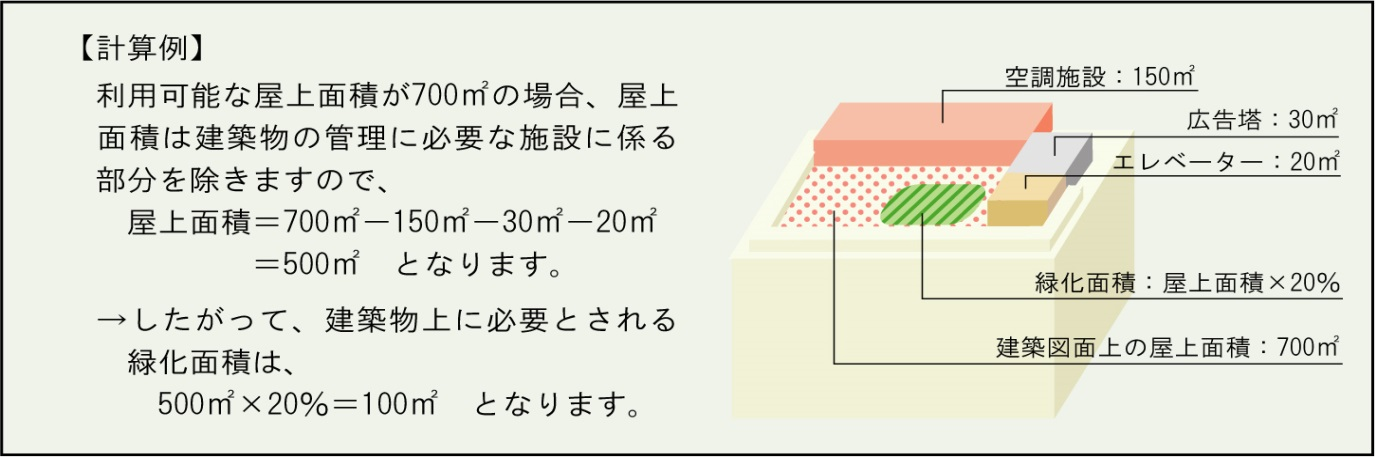 【計算例】
利用可能な屋上面積が700㎡の場合、屋上
面積は建築物の管理に必要な施設に係る
部分を除きますので、
屋上面積＝700㎡－150㎡－30㎡－20㎡
＝500㎡　となります。
→したがって、建築物上に必要とされる
緑化面積は、
500㎡×20％＝100㎡　となります。
空調施設：150㎡
広告塔：30㎡
エレベーター：20㎡
緑化面積：屋上面積×20％
建築図面上の屋上面積：700㎡